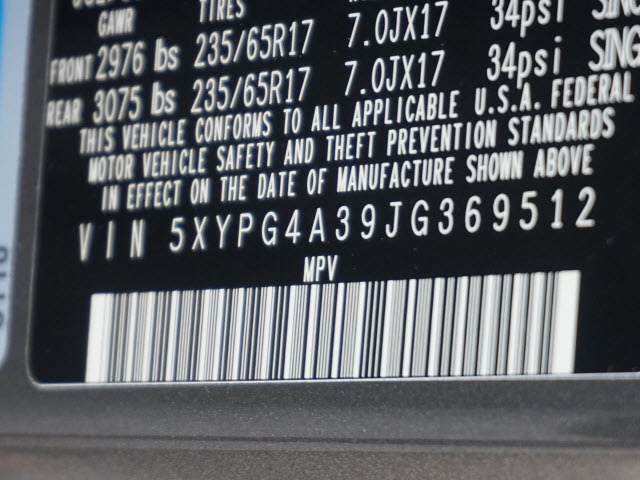 GAWR TIRES
FRONT 2976 lbs 235/65R17 7.0JX17 34psi
REAR 3075 lbs 235/65R17 7.0JX17 34psi
THIS VEHICLE CONFORMS TO ALL APPLICABLE U.S.A. FEDERAL
MOTOR VEHICLE SAFETY AND THEFT PREVENTION STANDARDS
IN EFFECT ON THE DATE OF MANUFACTURE SHOWN ABOVE
VIN 5XYPG4A39JG369512
MPV